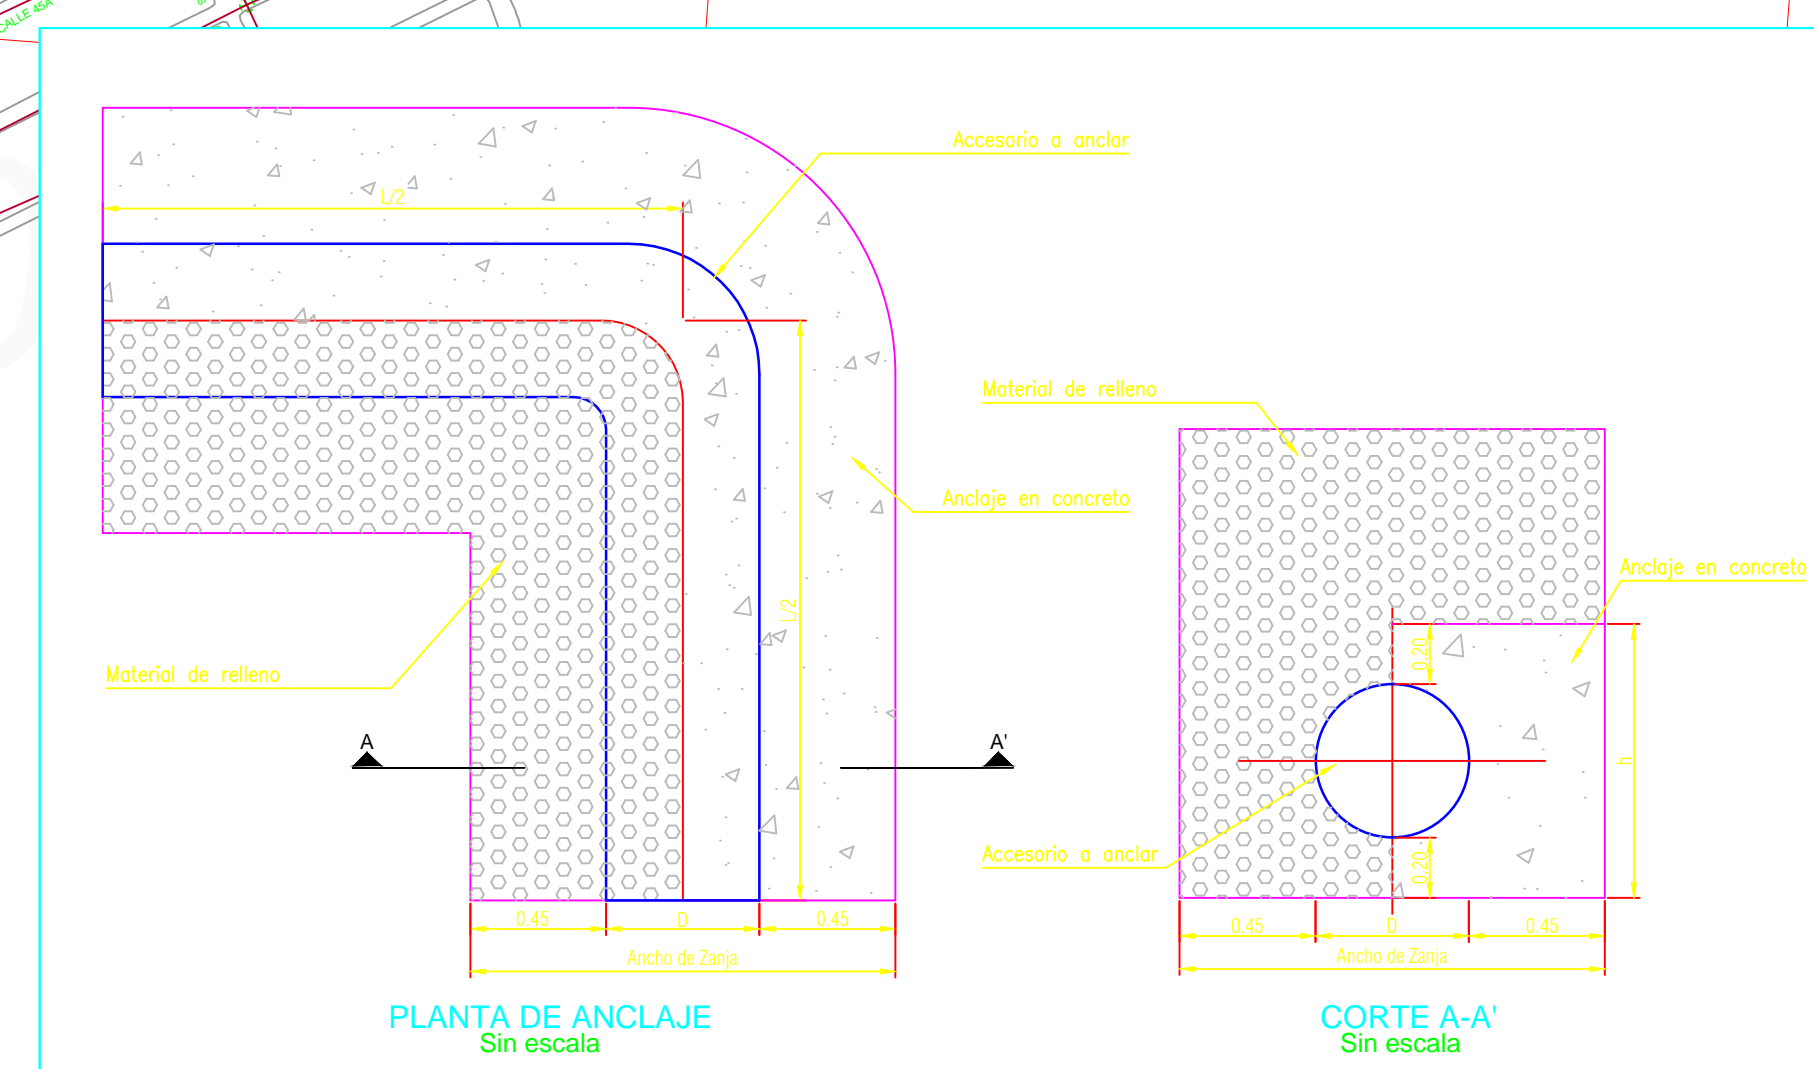 CALLE 45A
Accesorio a anclar
L/2
Material de relleno
Anclaje en concreto
Anclaje en concreto
L/2
0.20
Material de relleno
A
A'
h
Accesorio a anclar
0.20
0.45
D
0.45
Ancho de Zanja
0.45
D
0.45
Ancho de Zanja
PLANTA DE ANCLAJE
Sin escala
CORTE A-A'
Sin escala